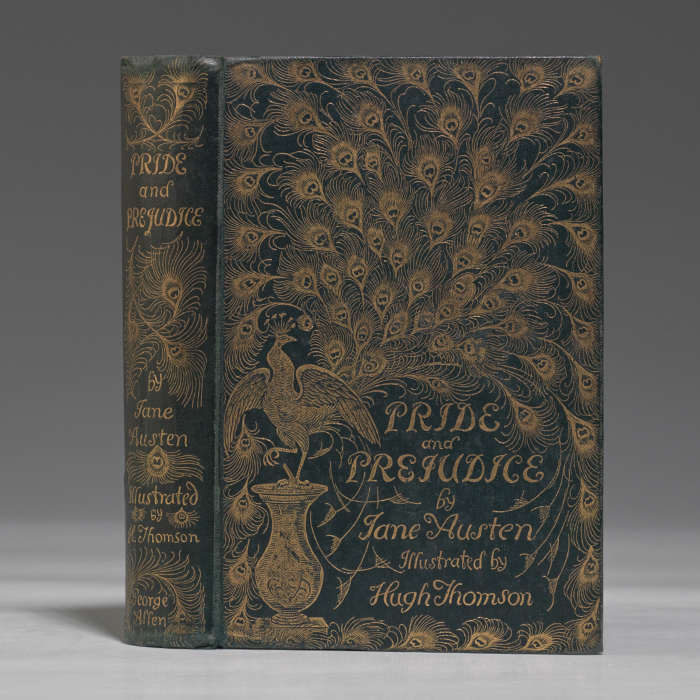 PRIDE
and
PREJUDICE
by
Jane
Austen
Illustrated
by
H. Thomson
George
Allen
PRIDE
and
PREJUDICE
by
Jane Austen
Illustrated by
Hugh Thomson